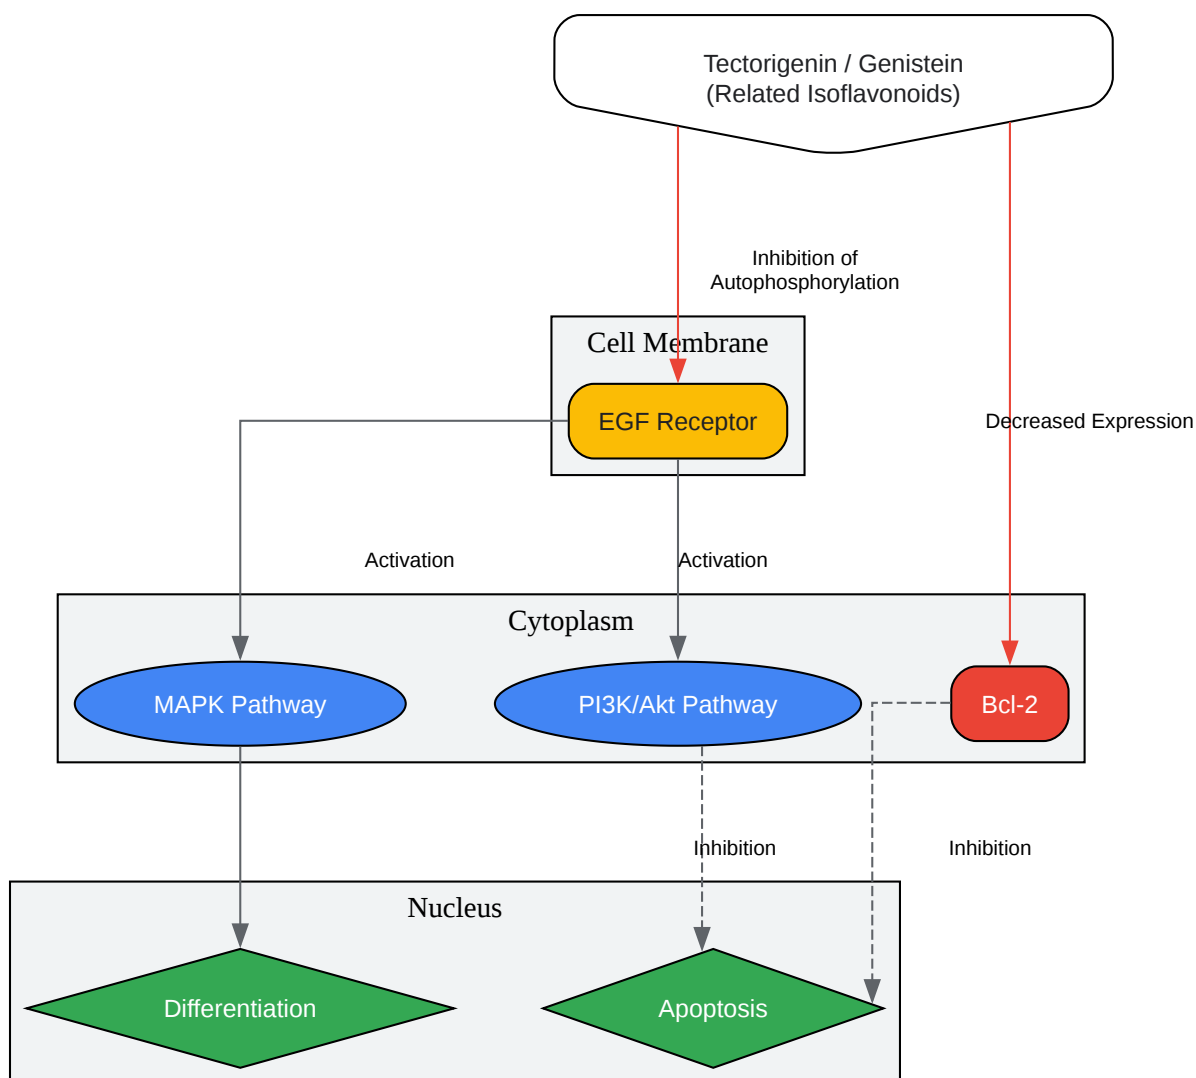 Tectorigenin / Genistein
(Related Isoflavonoids)
Inhibition of
Autophosphorylation
Cell Membrane
EGF Receptor
Decreased Expression
Activation
Activation
Cytoplasm
MAPK Pathway
PI3K/Akt Pathway
Bcl-2
Inhibition
Inhibition
Nucleus
Differentiation
Apoptosis